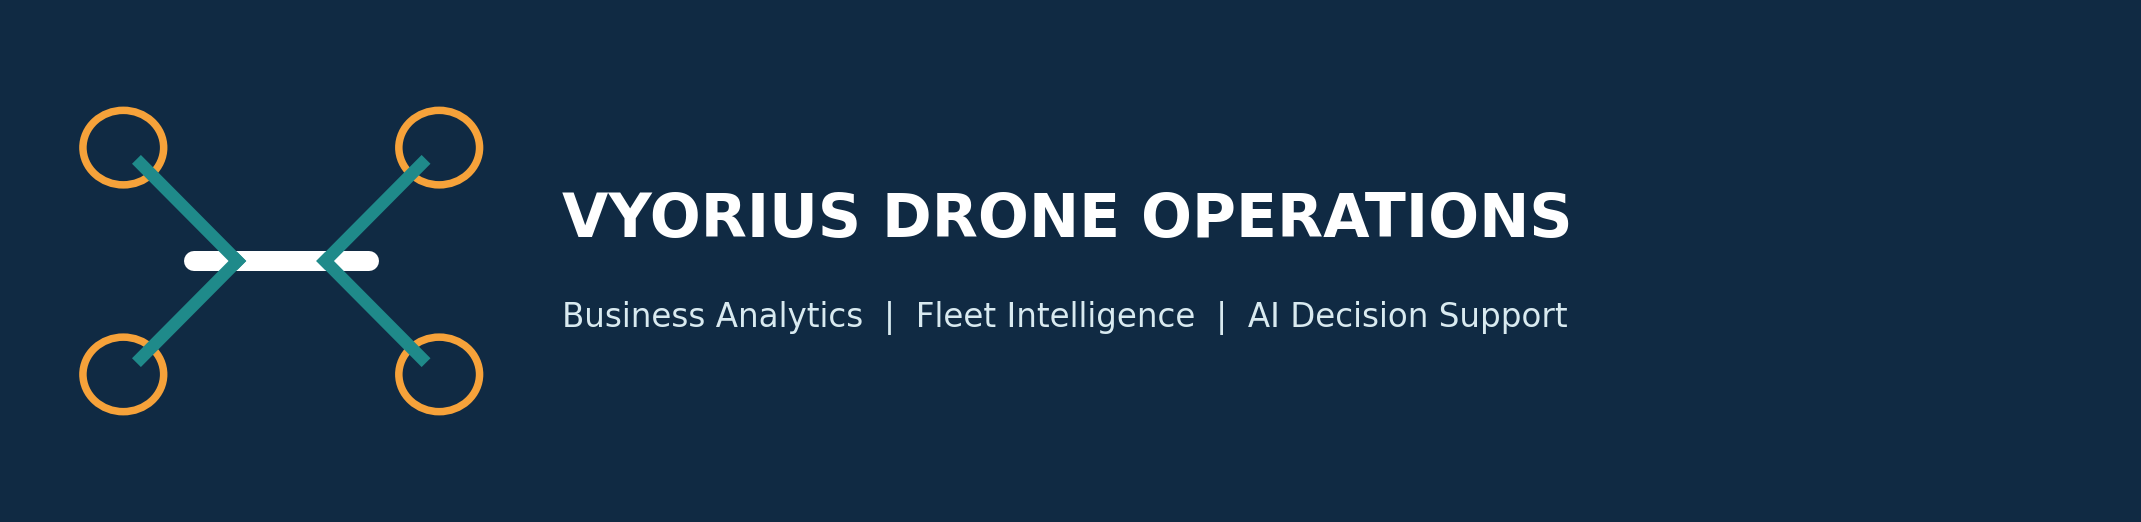 VYORIUS DRONE OPERATIONS
Business Analytics | Fleet Intelligence | AI Decision Support